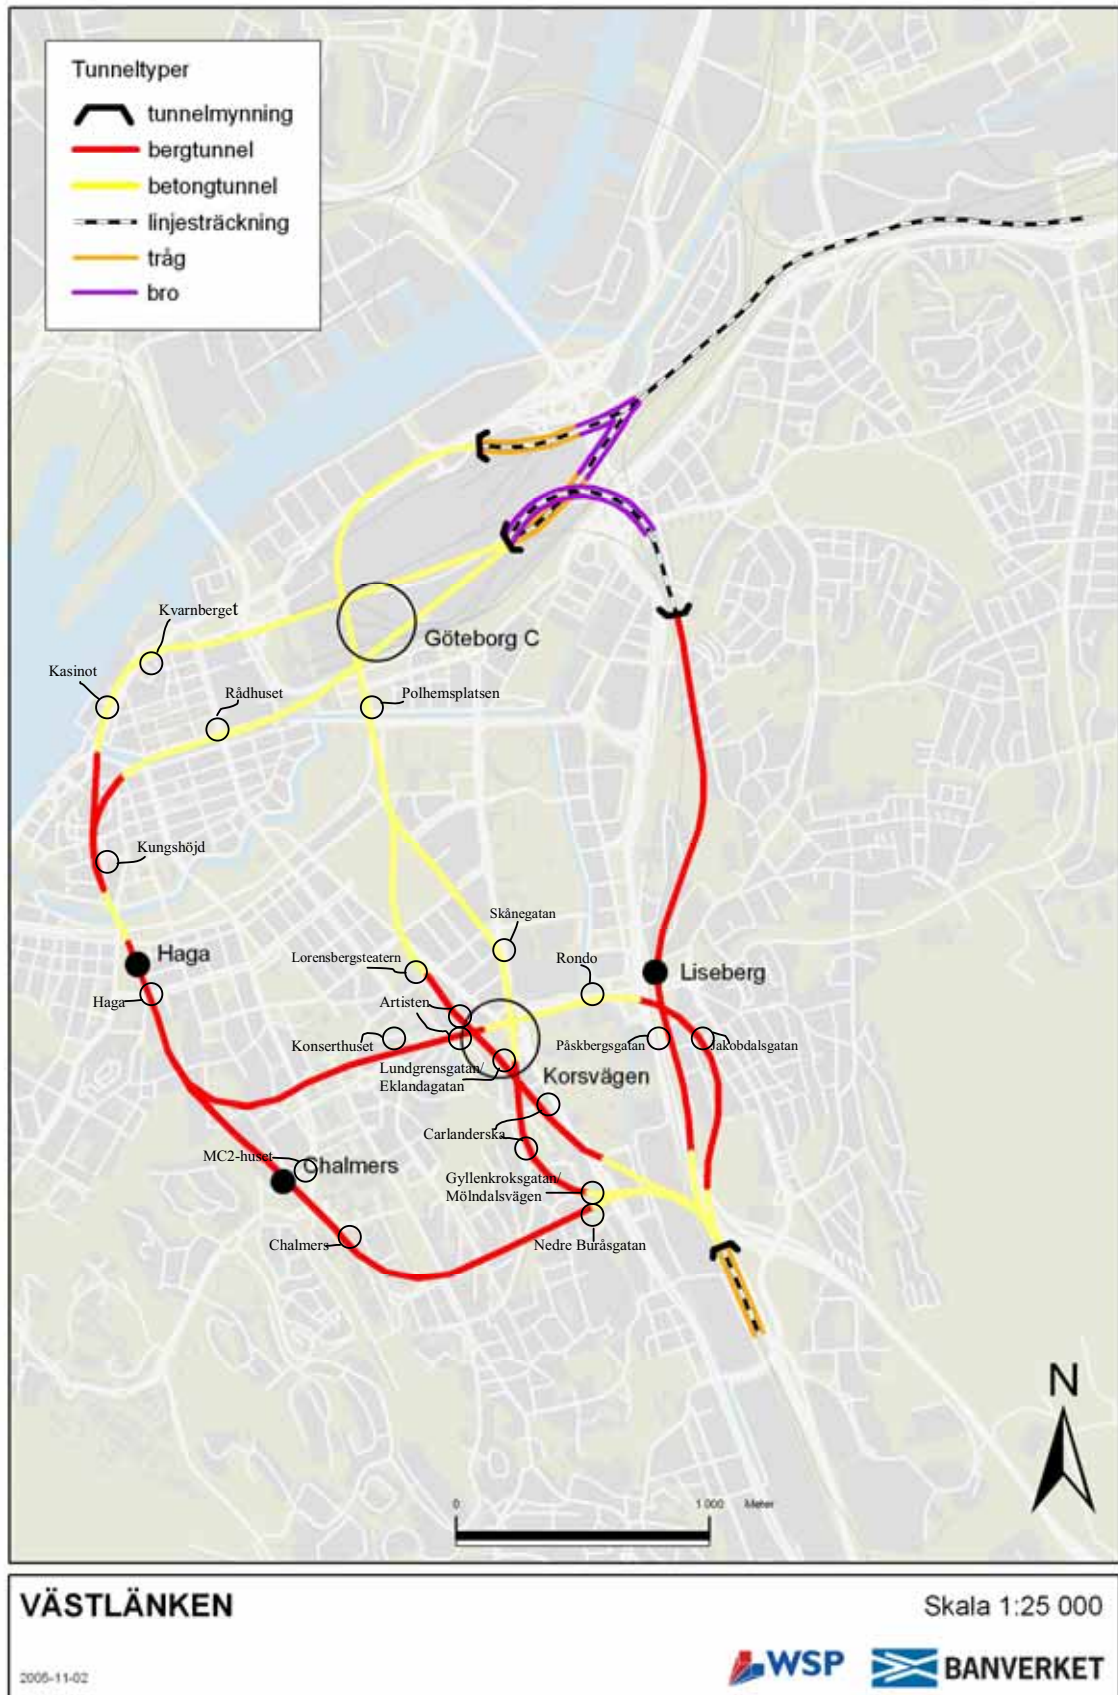 Tunneltyper
tunnelmynning
bergtunnel
betongtunnel
linjesträckning
tråg
bro
Kvarnberget
Göteborg C
Kasinot
Rådhuset
Polhemsplatsen
Kungshöjd
Skånegatan
Haga
Lorensbergsteatern
Rondo
Liseberg
Haga
Artisten
Konserthuset
Påskbergsgatan
Jakobdalsgatan
Lundgrensgatan/
Eklandagatan
Korsvägen
Carlanderska
MC2-huset
Chalmers
Gyllenkroksgatan/
Mölndalsvägen
Chalmers
Nedre Buråsgatan
N
0 1 000 Meter
VÄSTLÄNKEN
Skala 1:25 000
2005-11-02
WSP
BANVERKET